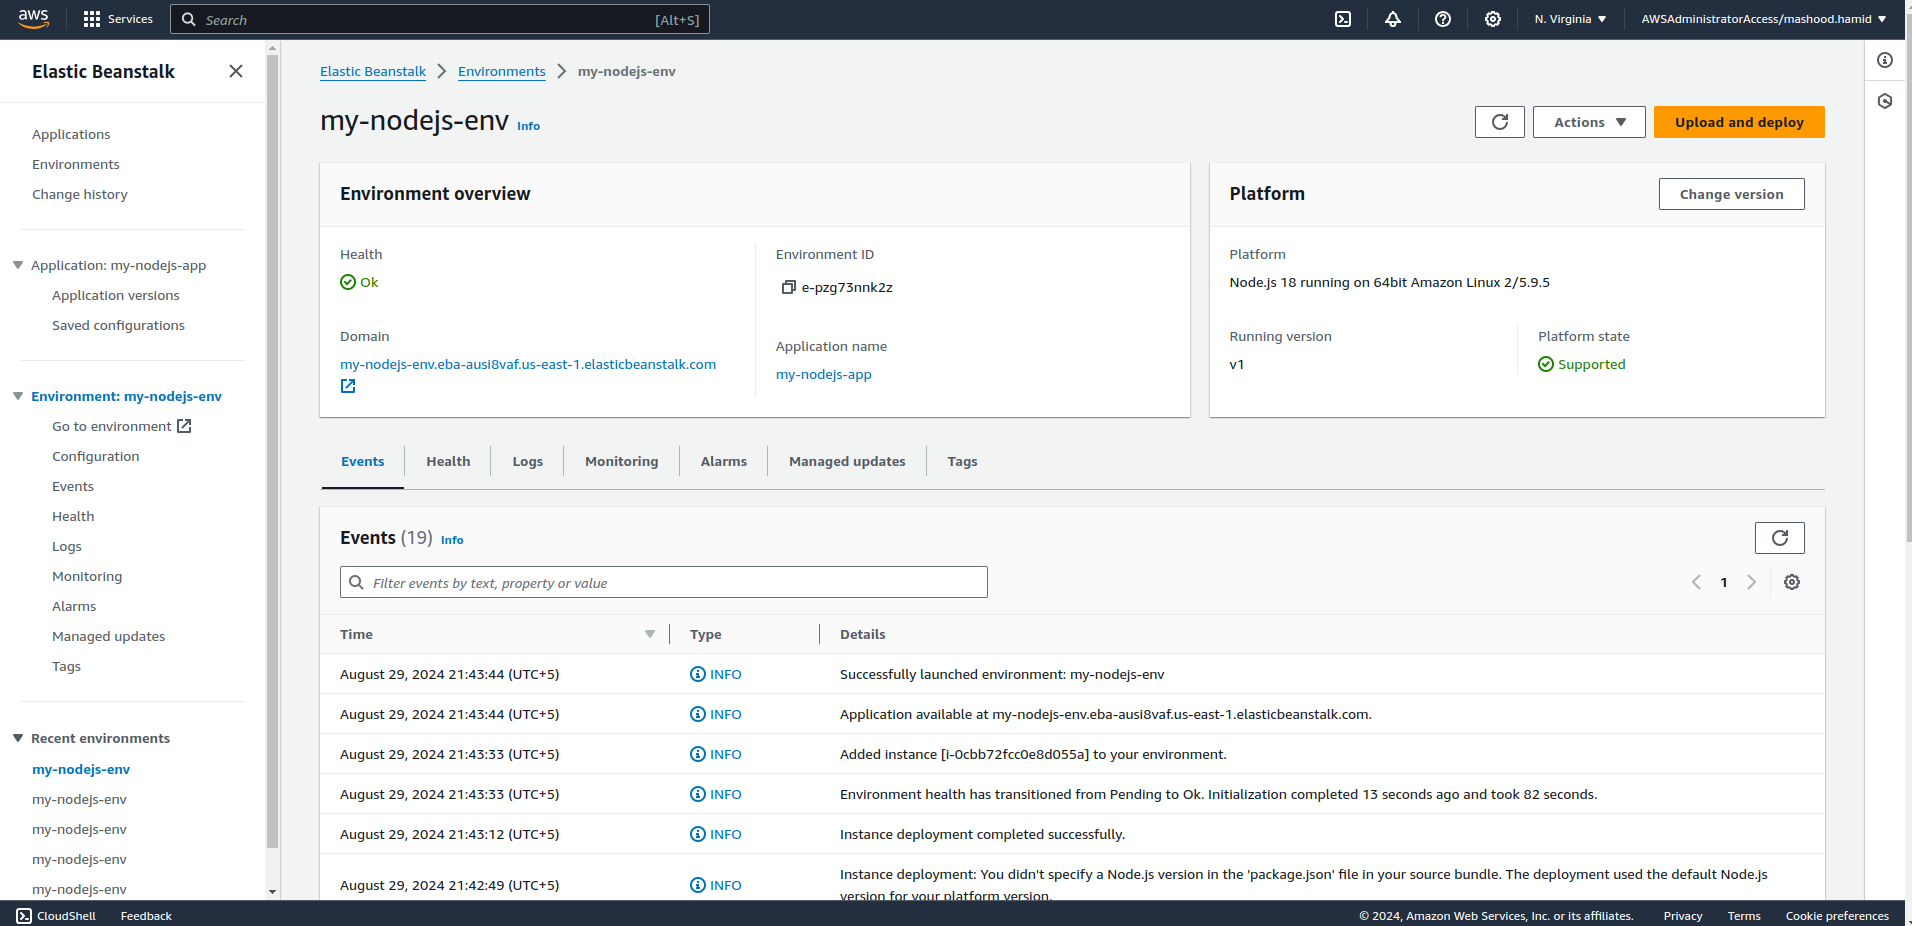 aws
Services
Search
[Alt+S]
N. Virginia
AWSAdministratorAccess/mashood.hamid
Elastic Beanstalk
Applications
Environments
Change history
Application: my-nodejs-app
Application versions
Saved configurations
Environment: my-nodejs-env
Go to environment
Configuration
Events
Health
Logs
Monitoring
Alarms
Managed updates
Tags
Recent environments
my-nodejs-env
my-nodejs-env
my-nodejs-env
my-nodejs-env
my-nodejs-env
Elastic Beanstalk
Environments
my-nodejs-env
my-nodejs-env Info
Actions
Upload and deploy
Environment overview
Health
Ok
Domain
my-nodejs-env.eba-ausi8vaf.us-east-1.elasticbeanstalk.com
Environment ID
e-pzg73nnk2z
Application name
my-nodejs-app
Platform
Change version
Platform
Node.js 18 running on 64bit Amazon Linux 2/5.9.5
Running version
v1
Platform state
Supported
Events
Health
Logs
Monitoring
Alarms
Managed updates
Tags
Events (19) Info
Filter events by text, property or value
1
Time
Type
Details
August 29, 2024 21:43:44 (UTC+5)
INFO
Successfully launched environment: my-nodejs-env
August 29, 2024 21:43:44 (UTC+5)
INFO
Application available at my-nodejs-env.eba-ausi8vaf.us-east-1.elasticbeanstalk.com.
August 29, 2024 21:43:33 (UTC+5)
INFO
Added instance [i-0cbb72fcc0e8d055a] to your environment.
August 29, 2024 21:43:33 (UTC+5)
INFO
Environment health has transitioned from Pending to Ok. Initialization completed 13 seconds ago and took 82 seconds.
August 29, 2024 21:43:12 (UTC+5)
INFO
Instance deployment completed successfully.
August 29, 2024 21:42:49 (UTC+5)
INFO
Instance deployment: You didn't specify a Node.js version in the 'package.json' file in your source bundle. The deployment used the default Node.js
version for your platform version.
CloudShell
Feedback
© 2024, Amazon Web Services, Inc. or its affiliates.
Privacy
Terms
Cookie preferences